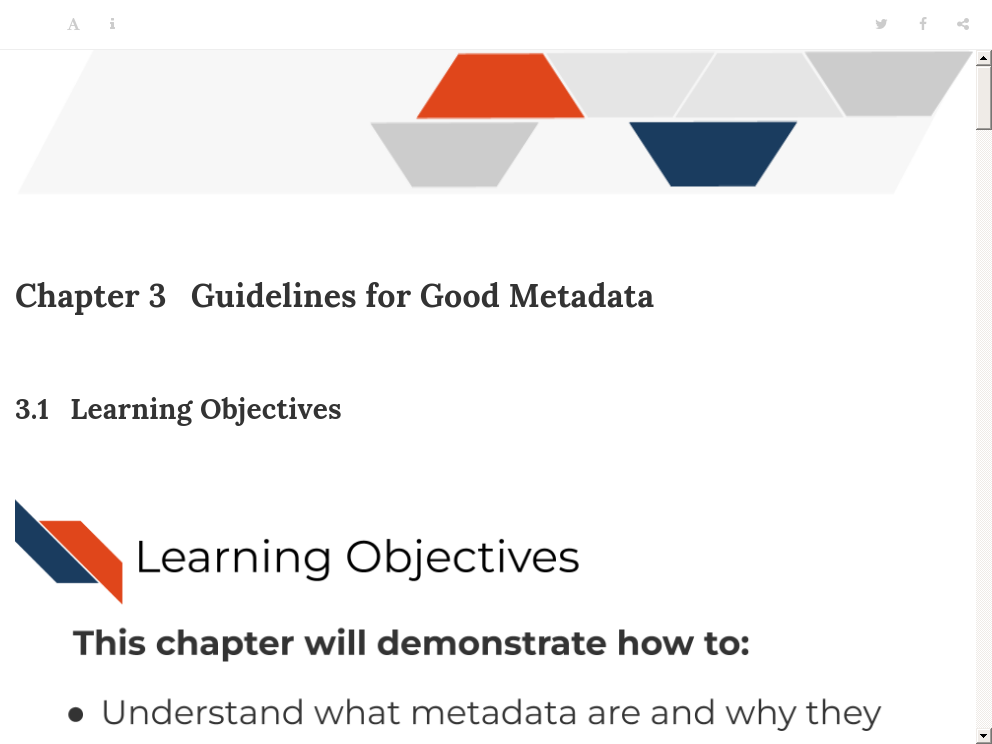 A i
Chapter 3 Guidelines for Good Metadata
3.1 Learning Objectives
Learning Objectives
This chapter will demonstrate how to:
● Understand what metadata are and why they